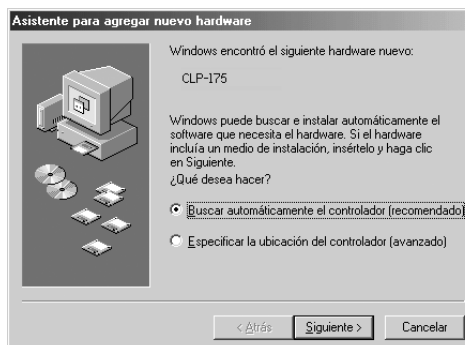 Asistente para agregar nuevo hardware
Windows encontró el siguiente hardware nuevo:
CLP-175
Windows puede buscar e instalar automáticamente el
software que necesita el hardware. Si el hardware
incluía un medio de instalación, insértelo y haga clic
en Siguiente.
¿Qué desea hacer?
Buscar automáticamente el controlador (recomendado)
Especificar la ubicación del controlador (avanzado)
< Atrás
Siguiente >
Cancelar